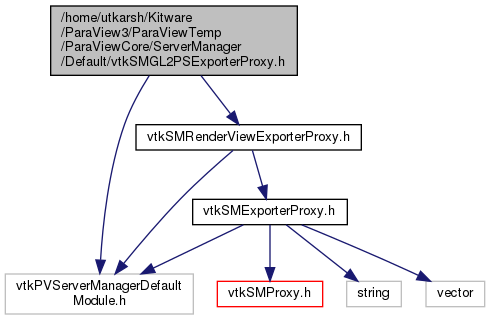 /home/utkarsh/Kitware
/ParaView3/ParaViewTemp
/ParaViewCore/ServerManager
/Default/vtkSMGL2PSExporterProxy.h
vtkSMRenderViewExporterProxy.h
vtkSMExporterProxy.h
vtkPVServerManagerDefault
Module.h
vtkSMProxy.h
string
vector